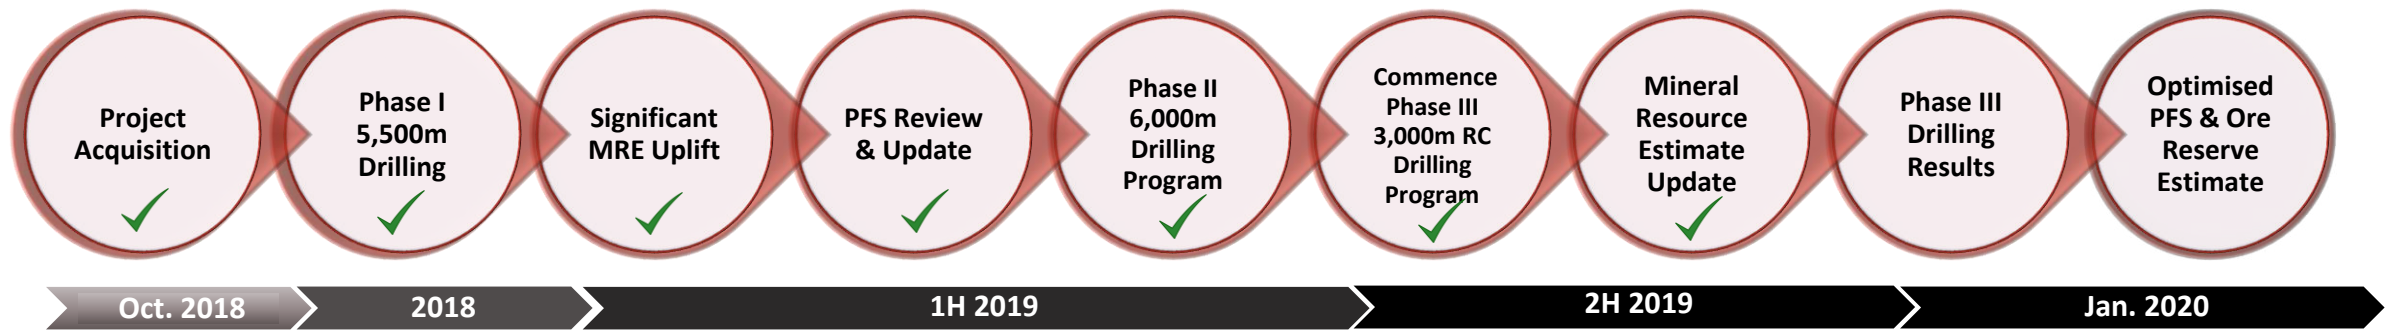 Project
Acquisition
Phase I
5,500m
Drilling
Significant
MRE Uplift
PFS Review
& Update
Phase II
6,000m
Drilling
Program
Commence
Phase III
3,000m RC
Drilling
Program
Mineral
Resource
Estimate
Update
Phase III
Drilling
Results
Optimised
PFS & Ore
Reserve
Estimate
Oct. 2018
2018
1H 2019
2H 2019
Jan. 2020